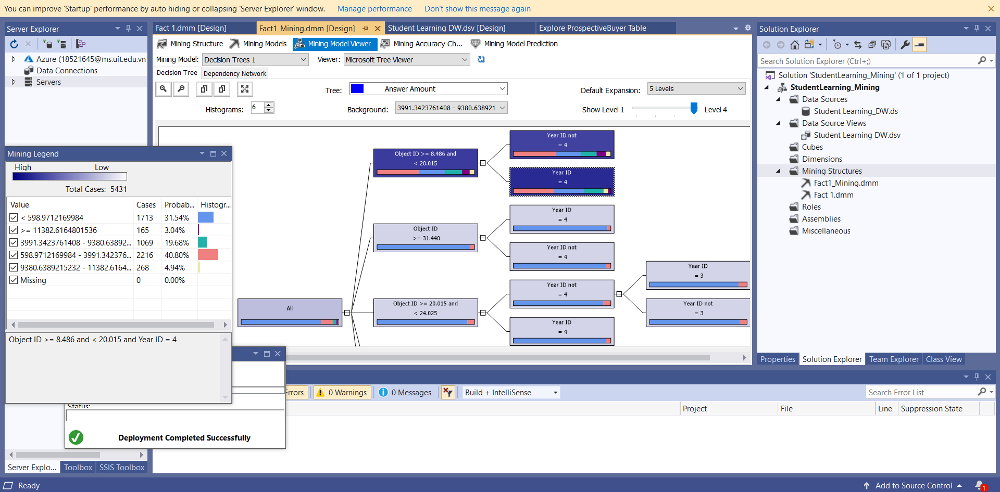 You can improve 'Startup' performance by auto hiding or collapsing 'Server Explorer' window. Manage performance Don't show this message again
Server Explorer
Azure (18521645@ms.uit.edu.vn
Data Connections
Servers
Fact 1.dmm [Design] Fact1_Mining.dmm [Design] Student Learning DW.dsv [Design] Explore ProspectiveBuyer Table
Mining Structure Mining Models Mining Model Viewer Mining Accuracy Ch... Mining Model Prediction
Mining Model: Decision Trees 1 Viewer: Microsoft Tree Viewer
Decision Tree Dependency Network
Tree: Answer Amount Default Expansion: 5 Levels
Histograms: 6 Background: 3991.3423761408 - 9380.638921 Show Level 1 Level 4
All
Object ID >= 8.486 and
< 20.015
Object ID
>= 31.440
Object ID >= 20.015 and
< 24.025
Year ID not
= 4
Year ID
= 4
Year ID
= 4
Year ID not
= 4
Year ID not
= 4
Year ID
= 4
Year ID
= 3
Year ID not
= 3
Mining Legend
High Low
Total Cases: 5431
Value Cases Probab... Histogr...
< 598.9712169984 1713 31.54%
>= 11382.6164801536 165 3.04%
3991.3423761408 - 9380.63892... 1069 19.68%
598.9712169984 - 3991.342376... 2216 40.80%
9380.6389215232 - 11382.6164... 268 4.94%
Missing 0 0.00%
Object ID >= 8.486 and < 20.015 and Year ID = 4
Status:
Deployment Completed Successfully
Server Explo... Toolbox SSIS Toolbox
Errors 0 Warnings 0 Messages Build + IntelliSense Search Error List
Project File Line Suppression State
Solution Explorer
Search Solution Explorer (Ctrl+;)
Solution 'StudentLearning_Mining' (1 of 1 project)
StudentLearning_Mining
Data Sources
Student Learning_DW.ds
Data Source Views
Student Learning DW.dsv
Cubes
Dimensions
Mining Structures
Fact1_Mining.dmm
Fact 1.dmm
Roles
Assemblies
Miscellaneous
Properties Solution Explorer Team Explorer Class View
Ready Add to Source Control 1